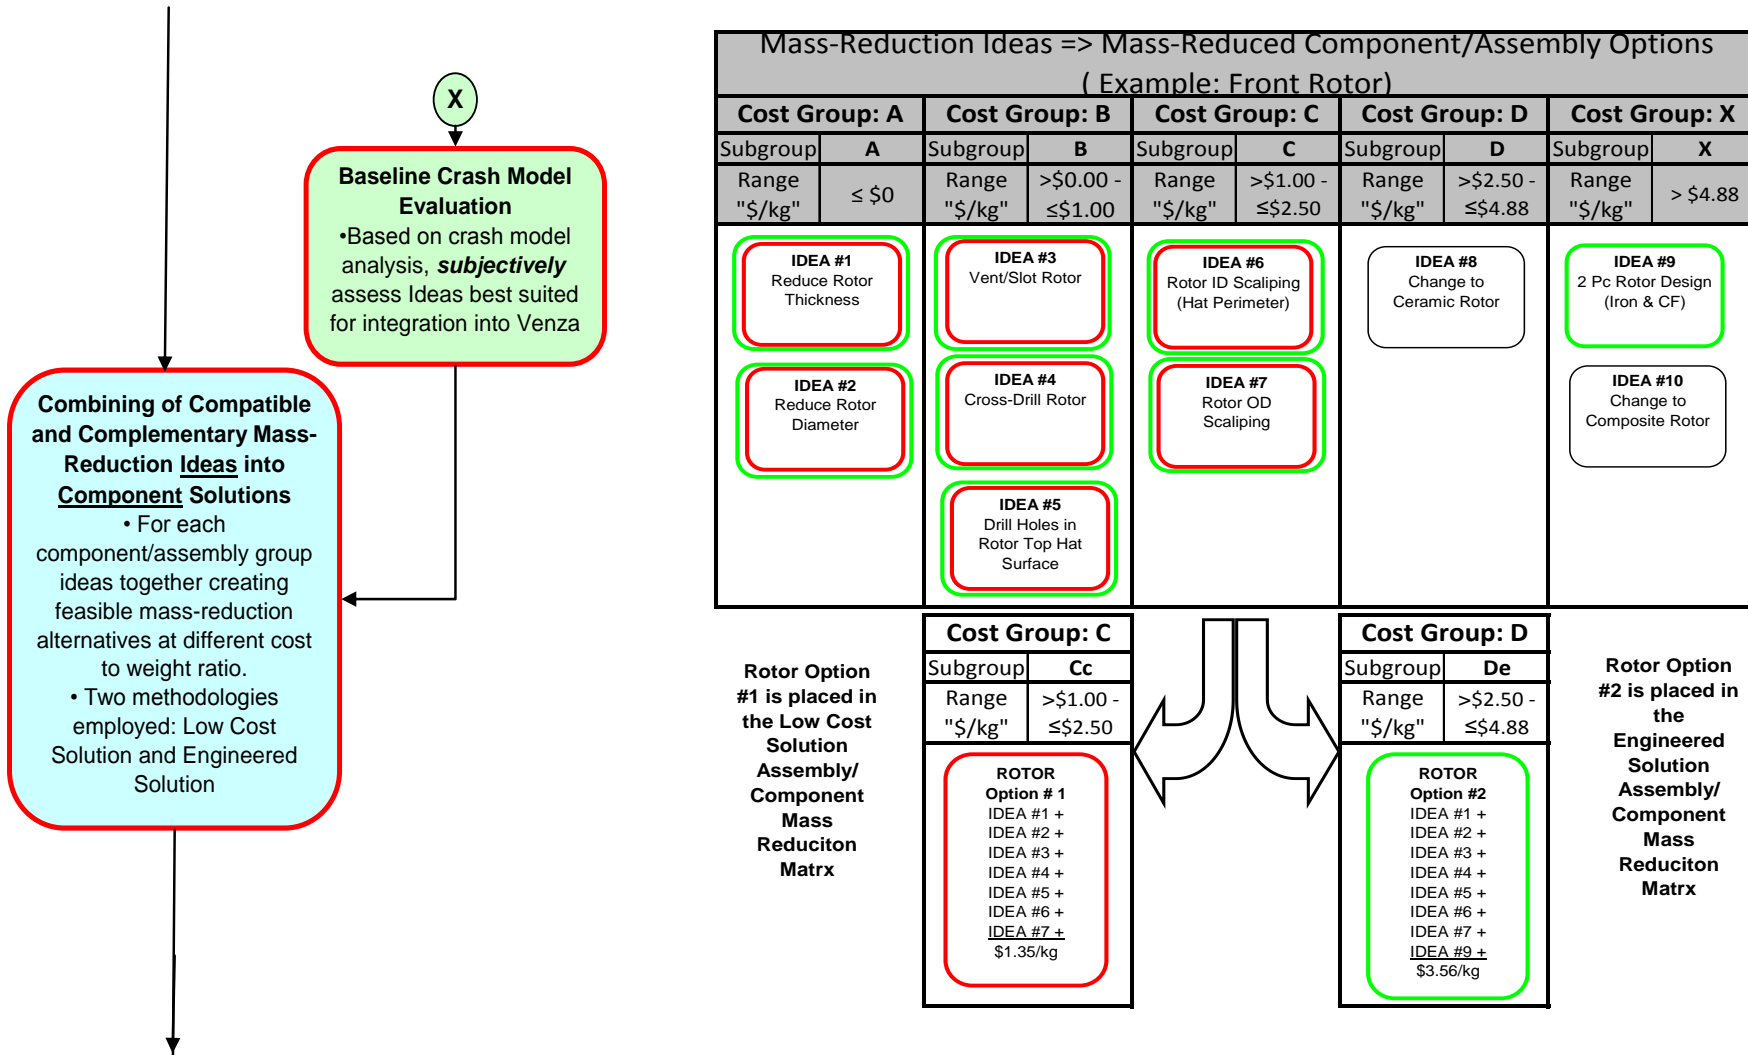 X
Baseline Crash Model
Evaluation
•Based on crash model
analysis, subjectively
assess Ideas best suited
for integration into Venza
Combining of Compatible
and Complementary Mass-
Reduction Ideas into
Component Solutions
• For each
component/assembly group
ideas together creating
feasible mass-reduction
alternatives at different cost
to weight ratio.
• Two methodologies
employed: Low Cost
Solution and Engineered
Solution
Mass-Reduction Ideas => Mass-Reduced Component/Assembly Options
( Example: Front Rotor)
Cost Group: A Cost Group: B Cost Group: C Cost Group: D Cost Group: X
Subgroup A Subgroup B Subgroup C Subgroup D Subgroup X
Range "$/kg" ≤ $0
Range "$/kg" >$0.00 - ≤$1.00
Range "$/kg" >$1.00 - ≤$2.50
Range "$/kg" >$2.50 - ≤$4.88
Range "$/kg" > $4.88
IDEA #1
Reduce Rotor
Thickness
IDEA #2
Reduce Rotor
Diameter
IDEA #3
Vent/Slot Rotor
IDEA #4
Cross-Drill Rotor
IDEA #5
Drill Holes in
Rotor Top Hat
Surface
IDEA #6
Rotor ID Scaliping
(Hat Perimeter)
IDEA #7
Rotor OD
Scaliping
IDEA #8
Change to
Ceramic Rotor
IDEA #9
2 Pc Rotor Design
(Iron & CF)
IDEA #10
Change to
Composite Rotor
Rotor Option
#1 is placed in
the Low Cost
Solution
Assembly/
Component
Mass
Reduciton
Matrx
Cost Group: C
Subgroup Cc
Range >$1.00 -
"$/kg" ≤$2.50
ROTOR
Option # 1
IDEA #1 +
IDEA #2 +
IDEA #3 +
IDEA #4 +
IDEA #5 +
IDEA #6 +
IDEA #7 +
$1.35/kg
Cost Group: D
Subgroup De
Range >$2.50 -
"$/kg" ≤$4.88
ROTOR
Option #2
IDEA #1 +
IDEA #2 +
IDEA #3 +
IDEA #4 +
IDEA #5 +
IDEA #6 +
IDEA #7 +
IDEA #9 +
$3.56/kg
Rotor Option
#2 is placed in
the
Engineered
Solution
Assembly/
Component
Mass
Reduciton
Matrx